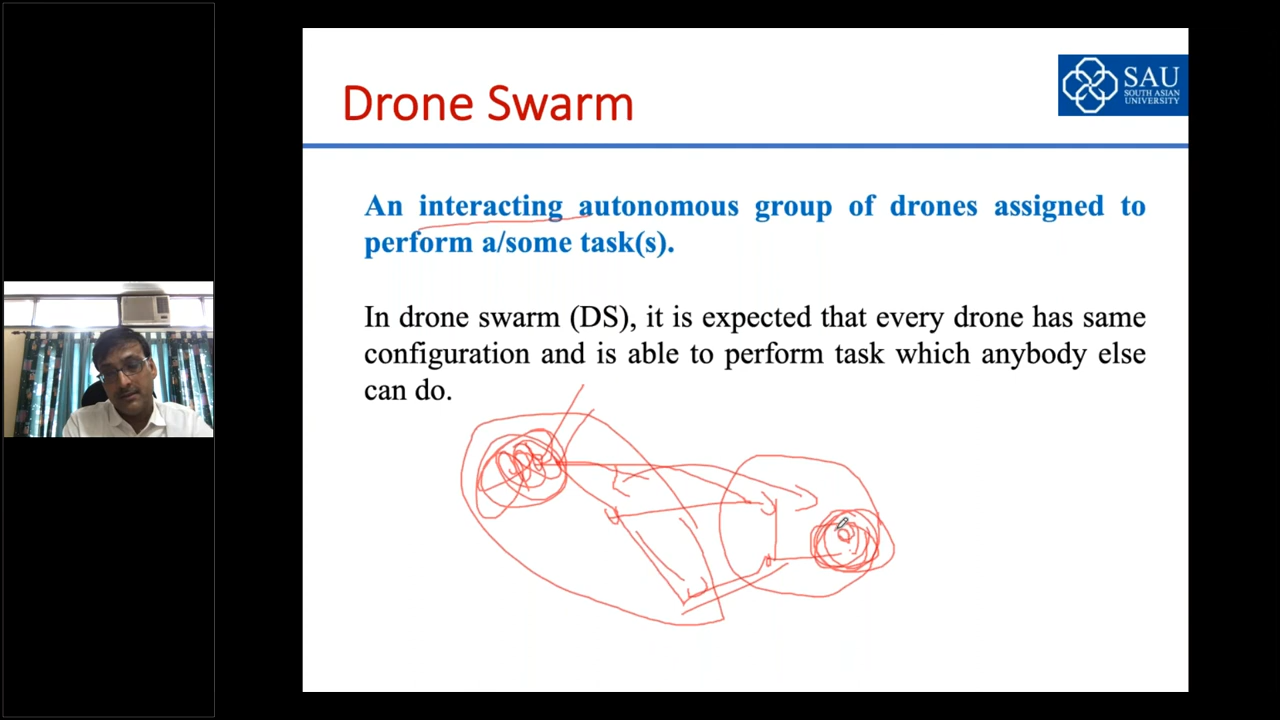 Drone Swarm
SAU
SOUTH ASIAN
UNIVERSITY
An interacting autonomous group of drones assigned to
perform a/some task(s).
In drone swarm (DS), it is expected that every drone has same
configuration and is able to perform task which anybody else
can do.